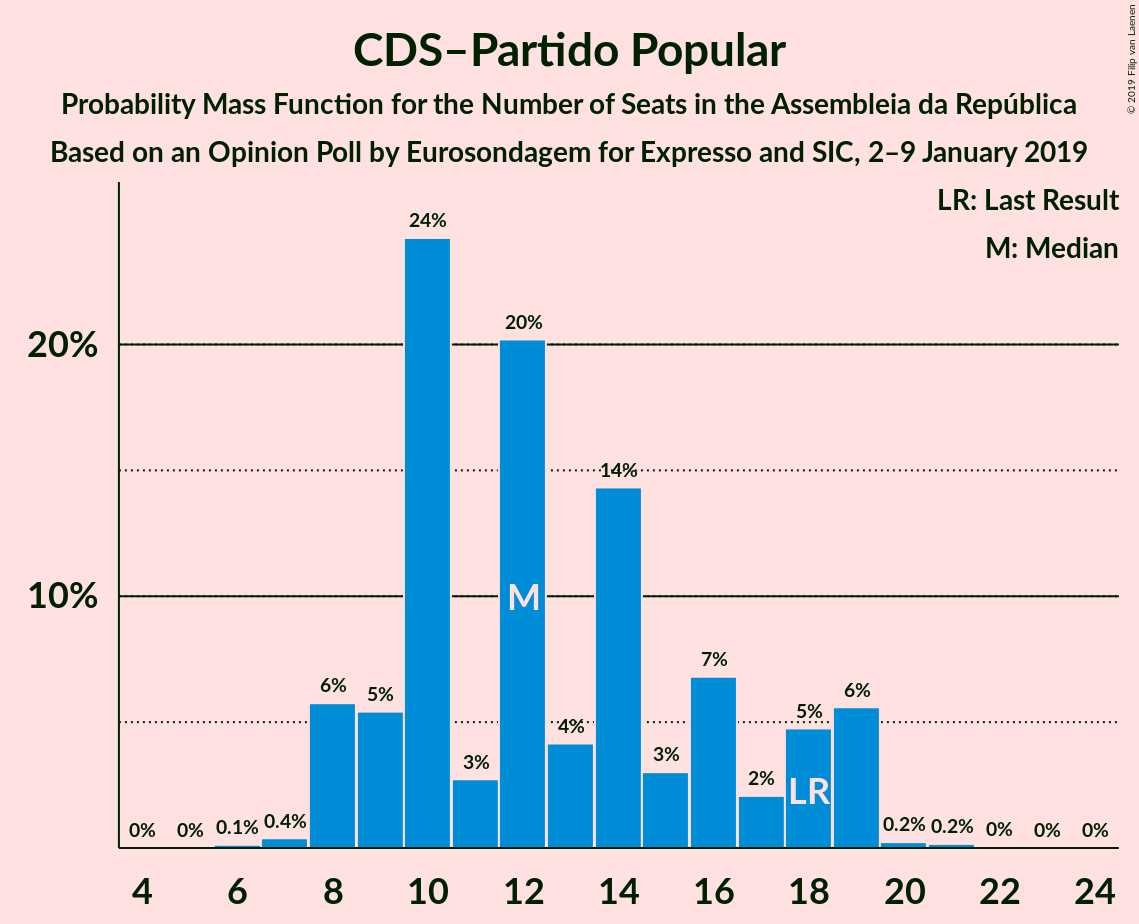 CDS–Partido Popular
Probability Mass Function for the Number of Seats in the Assembleia da República
Based on an Opinion Poll by Eurosondagem for Expresso and SIC, 2–9 January 2019
© 2019 Filip van Laenen
LR: Last Result
M: Median
20%
10%
0%
0%
0.1%
0.4%
6%
5%
24%
3%
20%
4%
14%
3%
7%
2%
5%
6%
0.2%
0.2%
0%
0%
0%
M
LR
4 6 8 10 12 14 16 18 20 22 24